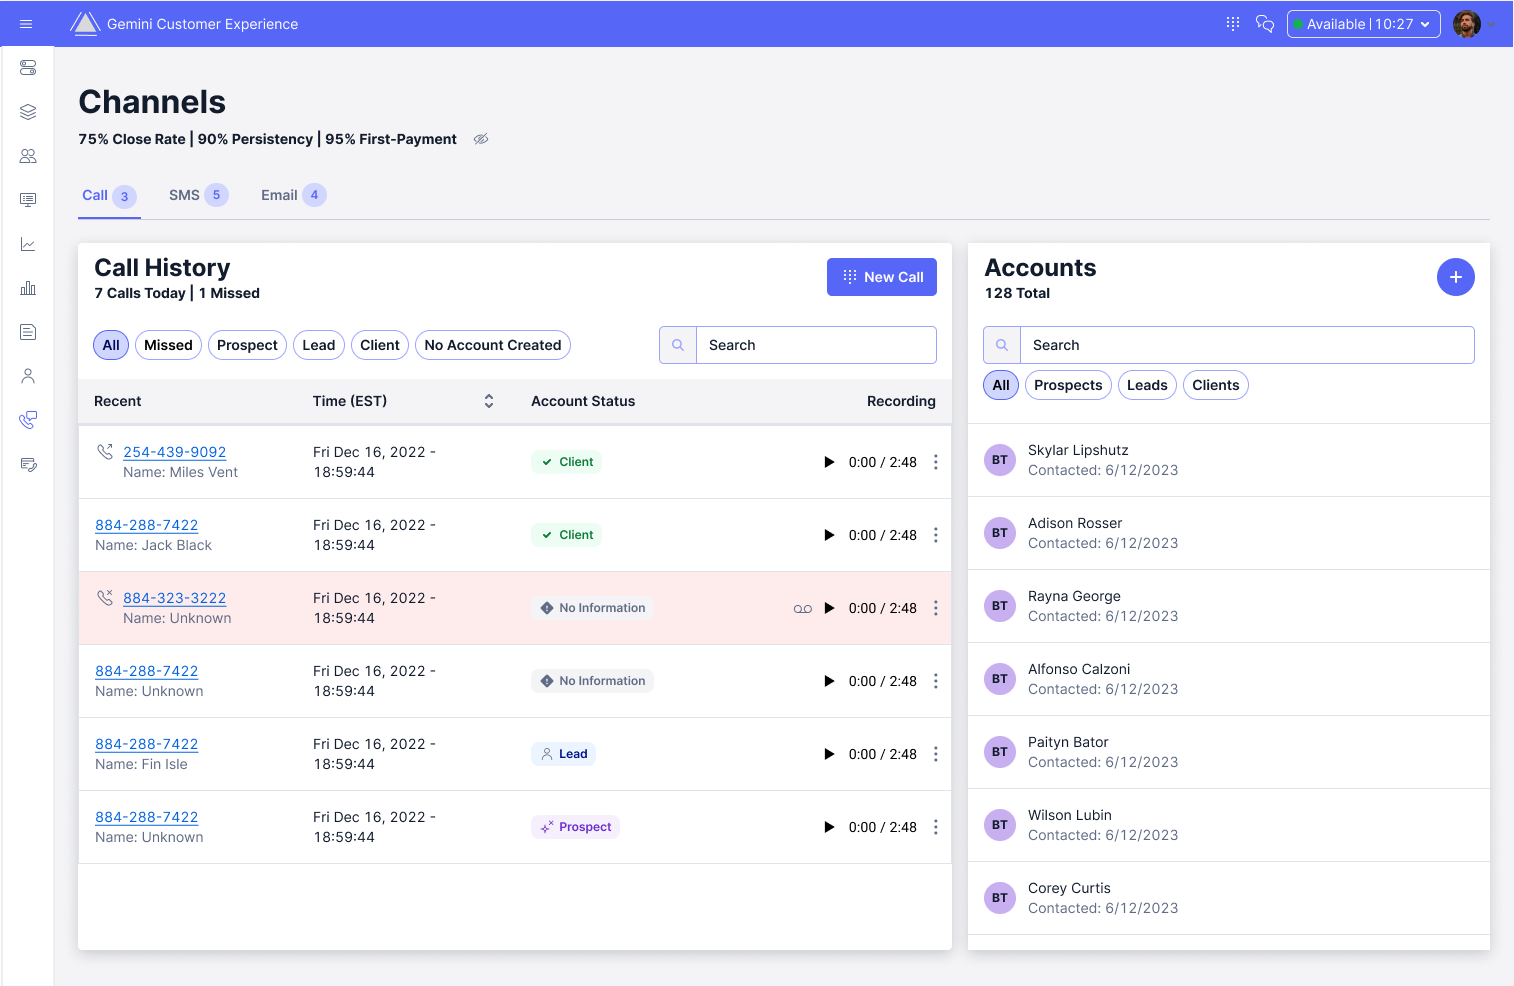 Gemini Customer Experience
Available | 10:27
Channels
75% Close Rate | 90% Persistency | 95% First-Payment
Call 3
SMS 5
Email 4
Call History
7 Calls Today | 1 Missed
New Call
All
Missed
Prospect
Lead
Client
No Account Created
Search
Recent
Time (EST)
Account Status
Recording
254-439-9092
Name: Miles Vent
Fri Dec 16, 2022 -
18:59:44
Client
0:00 / 2:48
884-288-7422
Name: Jack Black
Fri Dec 16, 2022 -
18:59:44
Client
0:00 / 2:48
884-323-3222
Name: Unknown
Fri Dec 16, 2022 -
18:59:44
No Information
0:00 / 2:48
884-288-7422
Name: Unknown
Fri Dec 16, 2022 -
18:59:44
No Information
0:00 / 2:48
884-288-7422
Name: Fin Isle
Fri Dec 16, 2022 -
18:59:44
Lead
0:00 / 2:48
884-288-7422
Name: Unknown
Fri Dec 16, 2022 -
18:59:44
Prospect
0:00 / 2:48
Accounts
128 Total
Search
All
Prospects
Leads
Clients
BT
Skylar Lipshutz
Contacted: 6/12/2023
BT
Adison Rosser
Contacted: 6/12/2023
BT
Rayna George
Contacted: 6/12/2023
BT
Alfonso Calzoni
Contacted: 6/12/2023
BT
Paityn Bator
Contacted: 6/12/2023
BT
Wilson Lubin
Contacted: 6/12/2023
BT
Corey Curtis
Contacted: 6/12/2023